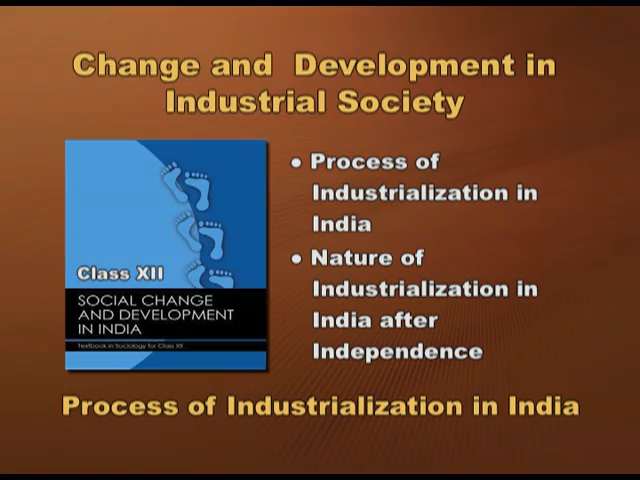 Change and Development in
Industrial Society
Class XII
SOCIAL CHANGE
AND DEVELOPMENT
IN INDIA
Textbook in Sociology for Class XII
• Process of
Industrialization in
India
• Nature of
Industrialization in
India after
Independence
Process of Industrialization in India